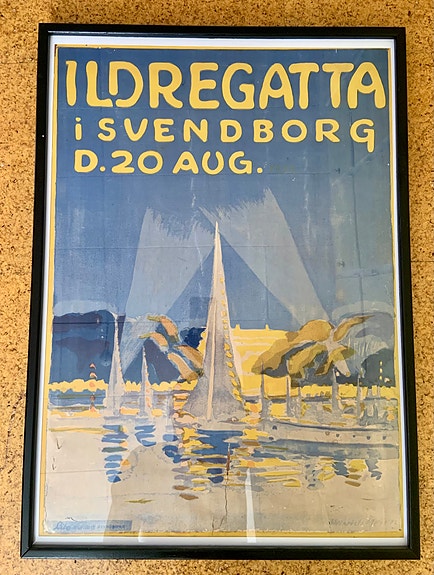 ILDREGATTA
i SVENDBORG
D. 20 AUG.